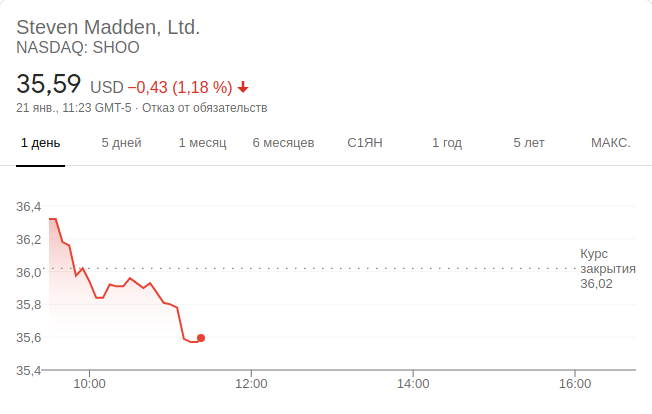 Steven Madden, Ltd.
NASDAQ: SHOO
35,59 USD −0,43 (1,18 %)
21 янв., 11:23 GMT-5 · Отказ от обязательств
1 день 5 дней 1 месяц 6 месяцев С1ЯН 1 год 5 лет МАКС.
36,4
36,2
36,0
35,8
35,6
35,4
Курс
закрытия
36,02
10:00 12:00 14:00 16:00